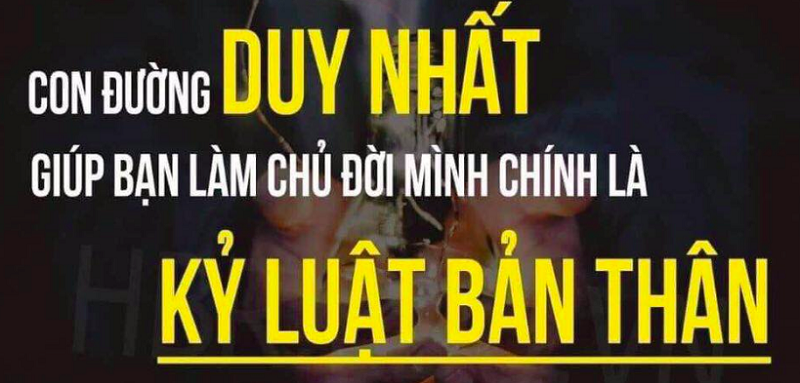 CON ĐƯỜNG DUY NHẤT
GIÚP BẠN LÀM CHỦ ĐỜI MÌNH CHÍNH LÀ
KỶ LUẬT BẢN THÂN